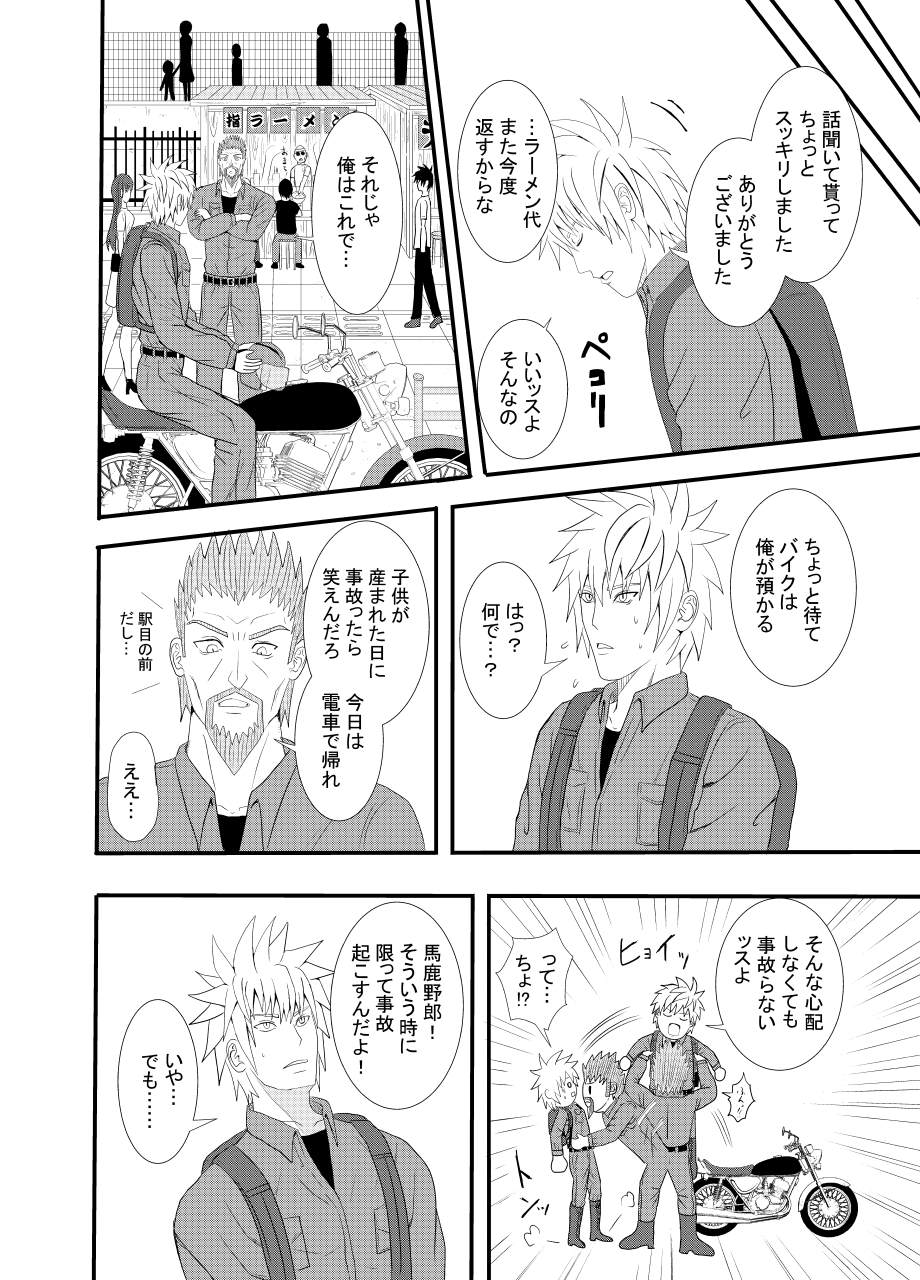 話聞いて貰って
ちょっと
スッキリしました
ありがとう
ございました
…ラーメン代
また今度
返すからな
ペコリ
いいッスよ
そんなの
それじゃ
俺はこれで…
指ラーメン
ちょっと待て
バイクは
俺が預かる
はっ？
何で…？
子供が
産まれた日に
事故ったら
笑えんだろ
今日は
電車で帰れ
駅目の前
だし…
ええ…
そんな心配
しなくても
事故らない
ッスよ
ヒョイッ
って…
ちょ!?
トンッ
馬鹿野郎！
そういう時に
限って事故
起こすんだよ！
いや…
でも……